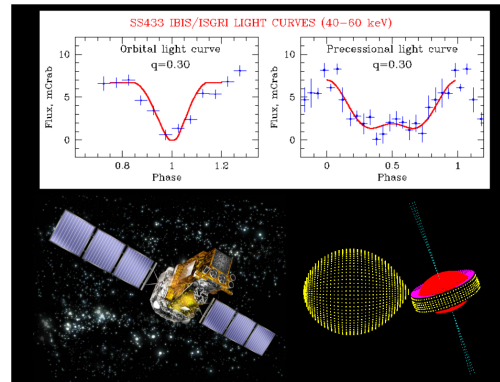 SS433 IBIS/ISGRI LIGHT CURVES (40-60 keV)
Orbital light curve
q=0.30
Flux, mCrab
10
5
0
0.8
1
1.2
Phase
Precessional light curve
q=0.30
Flux, mCrab
10
5
0
0
0.5
1
Phase